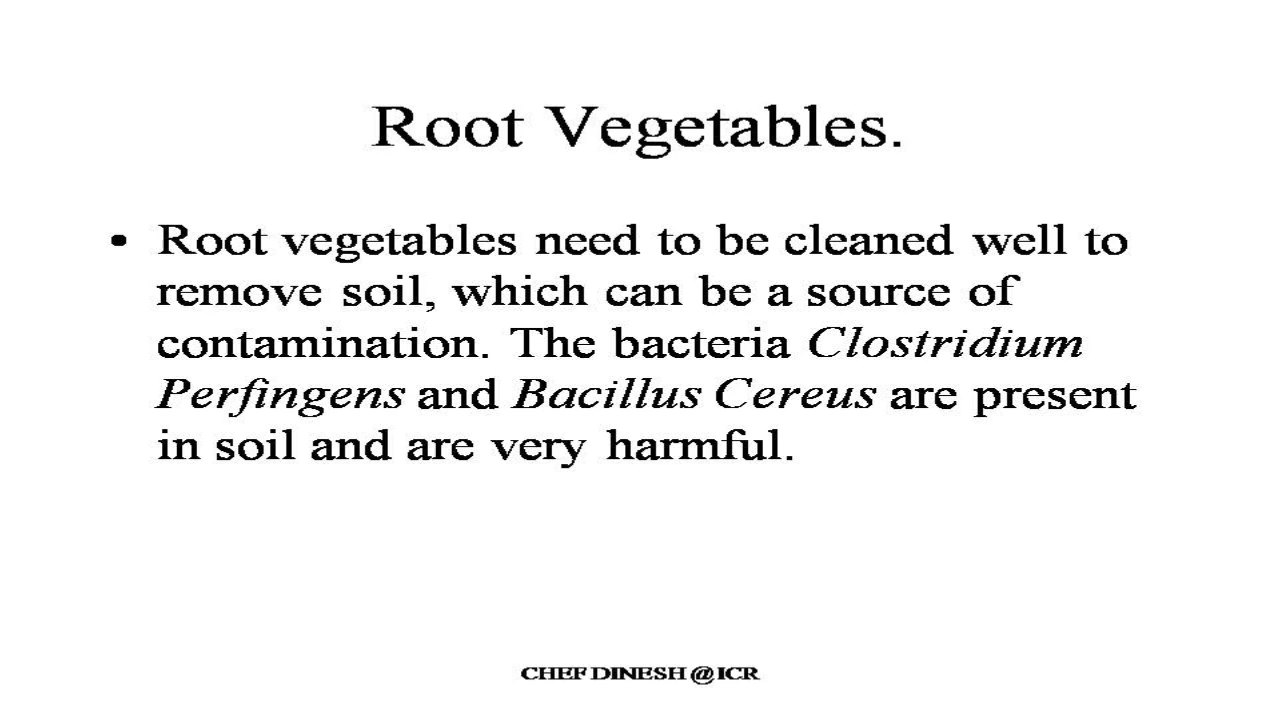 Root Vegetables.
• Root vegetables need to be cleaned well to
remove soil, which can be a source of
contamination. The bacteria Clostridium
Perfingens and Bacillus Cereus are present
in soil and are very harmful.
CHEF DINESH @ ICR